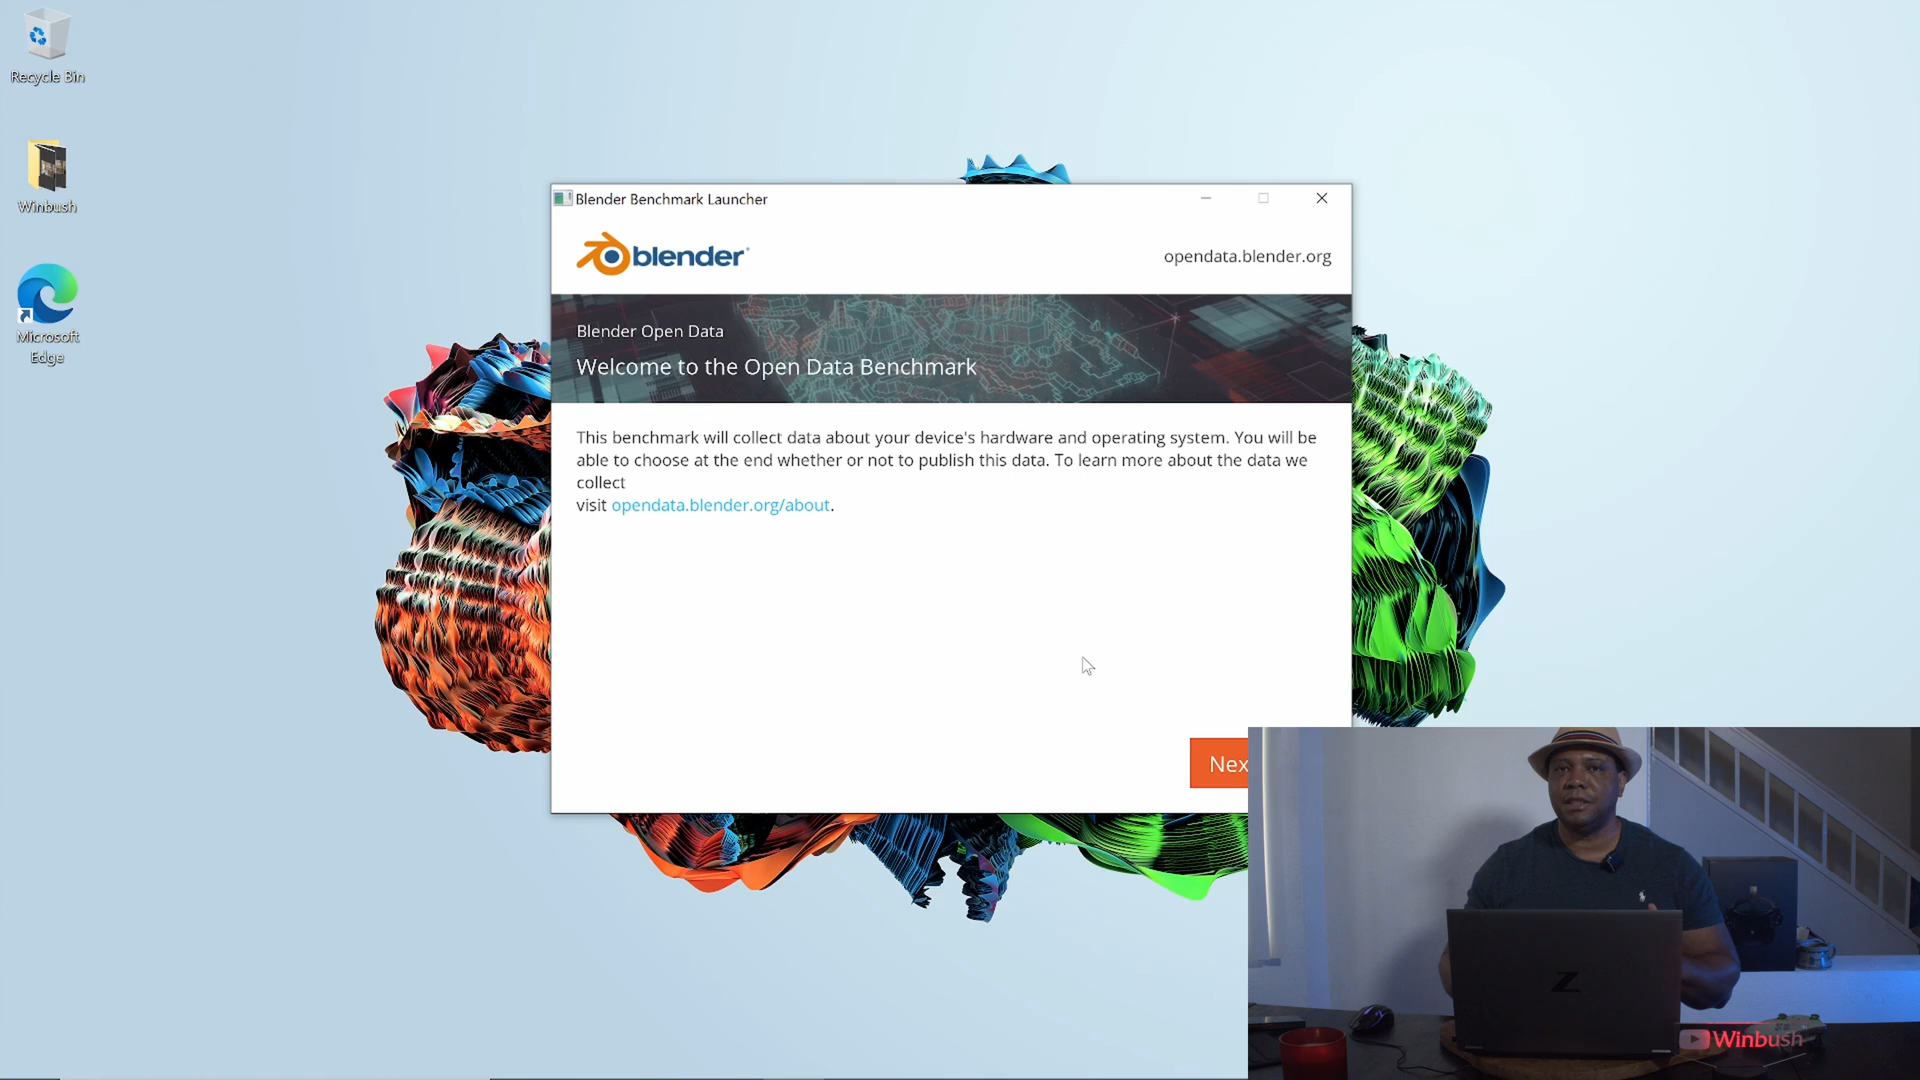 Recycle Bin
Winbush
Microsoft
Edge
Blender Benchmark Launcher
blender
opendata.blender.org
Blender Open Data
Welcome to the Open Data Benchmark
This benchmark will collect data about your device's hardware and operating system. You will be
able to choose at the end whether or not to publish this data. To learn more about the data we
collect
visit opendata.blender.org/about.
Nex
Winbush